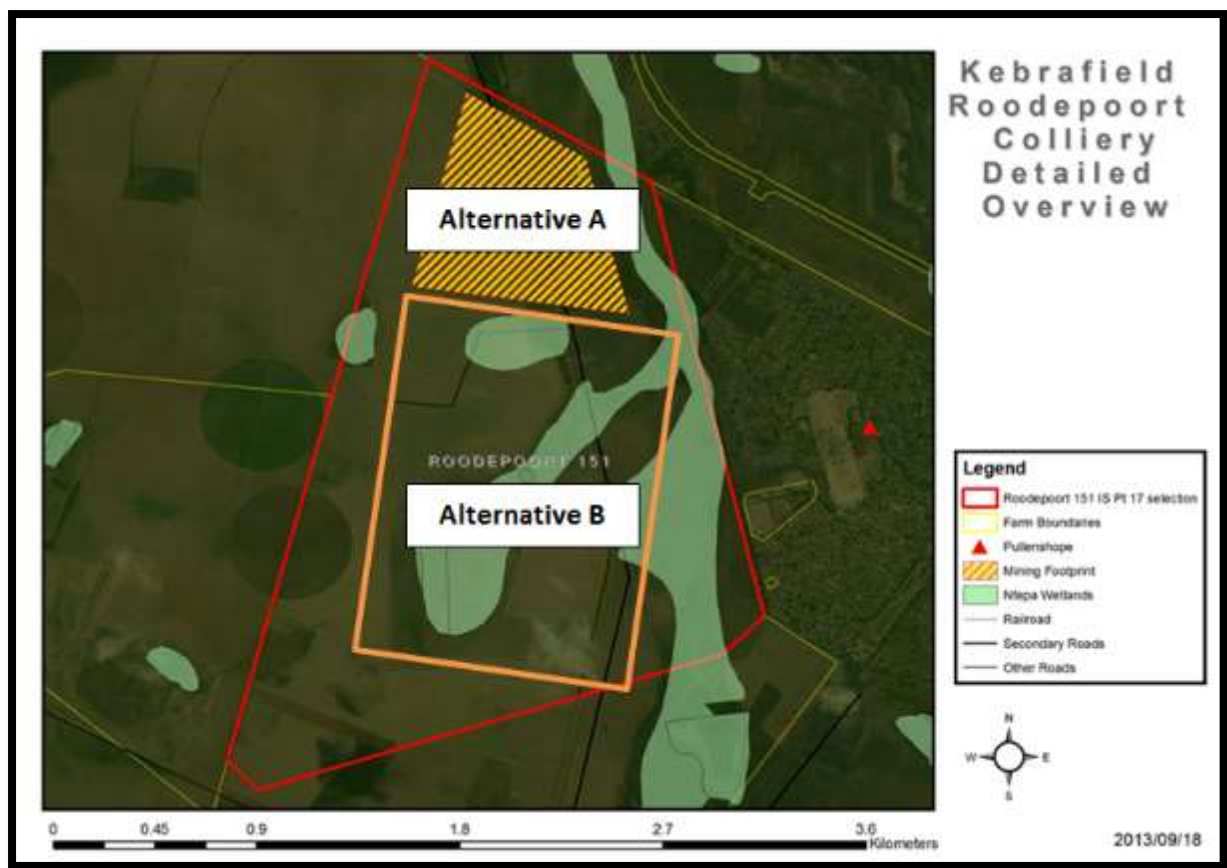 Kebrafield
Roodepoort
Colliery
Detailed
Overview
Alternative A
ROODEPOORT 151
Alternative B
Legend
Roodepoort 151 IS Pt 17 selection
Farm Boundaries
Pullenshope
Mining Footprint
Nfepa Wetlands
Railroad
Secondary Roads
Other Roads
N
W E
S
0 0.45 0.9 1.8 2.7 3.6
Kilometers
2013/09/18